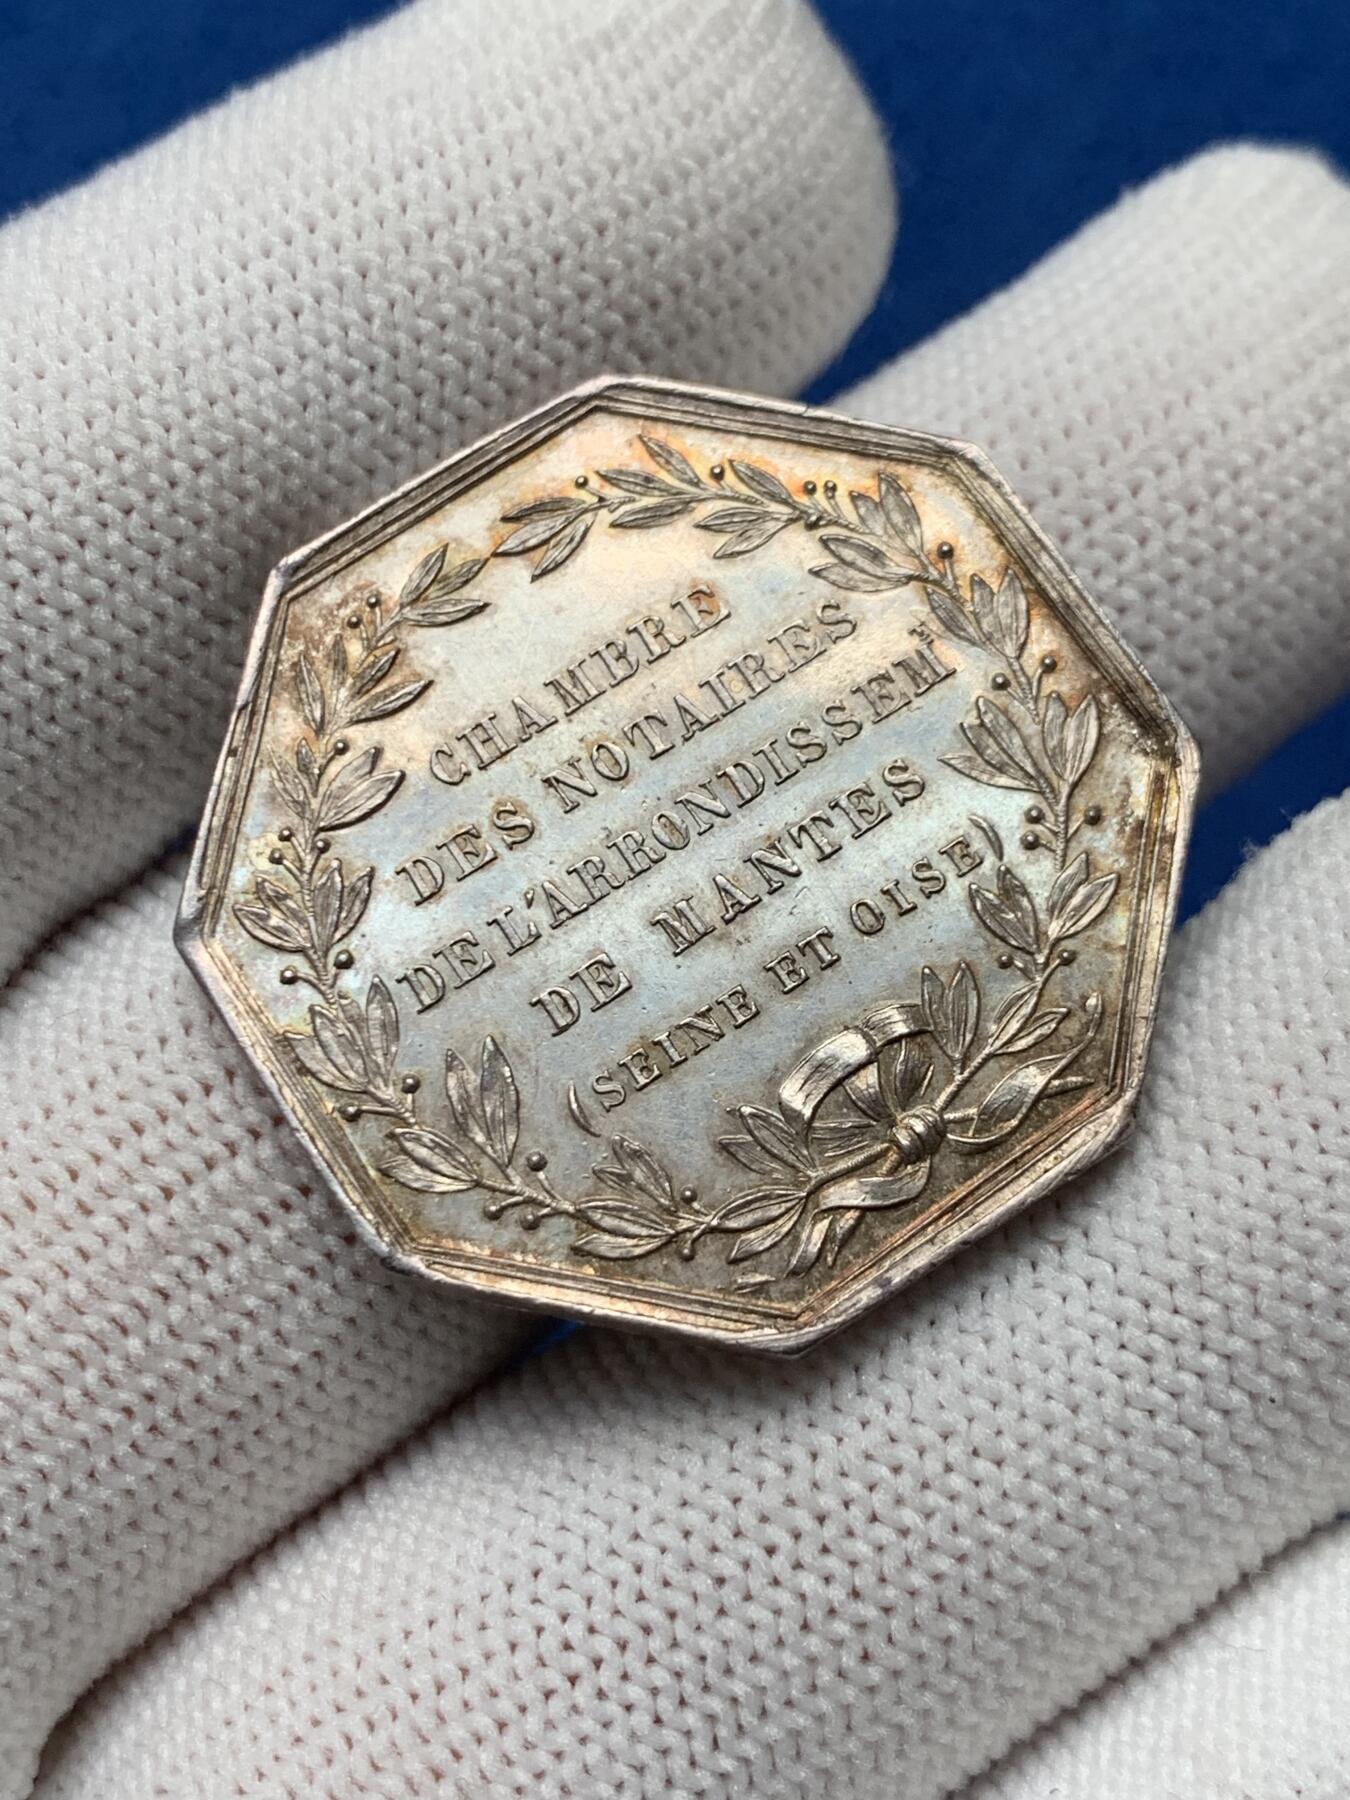 CHAMBRE
DES NOTAIRES
DE L'ARRONDISSEMᵀ
DE MANTES
(SEINE ET OISE)